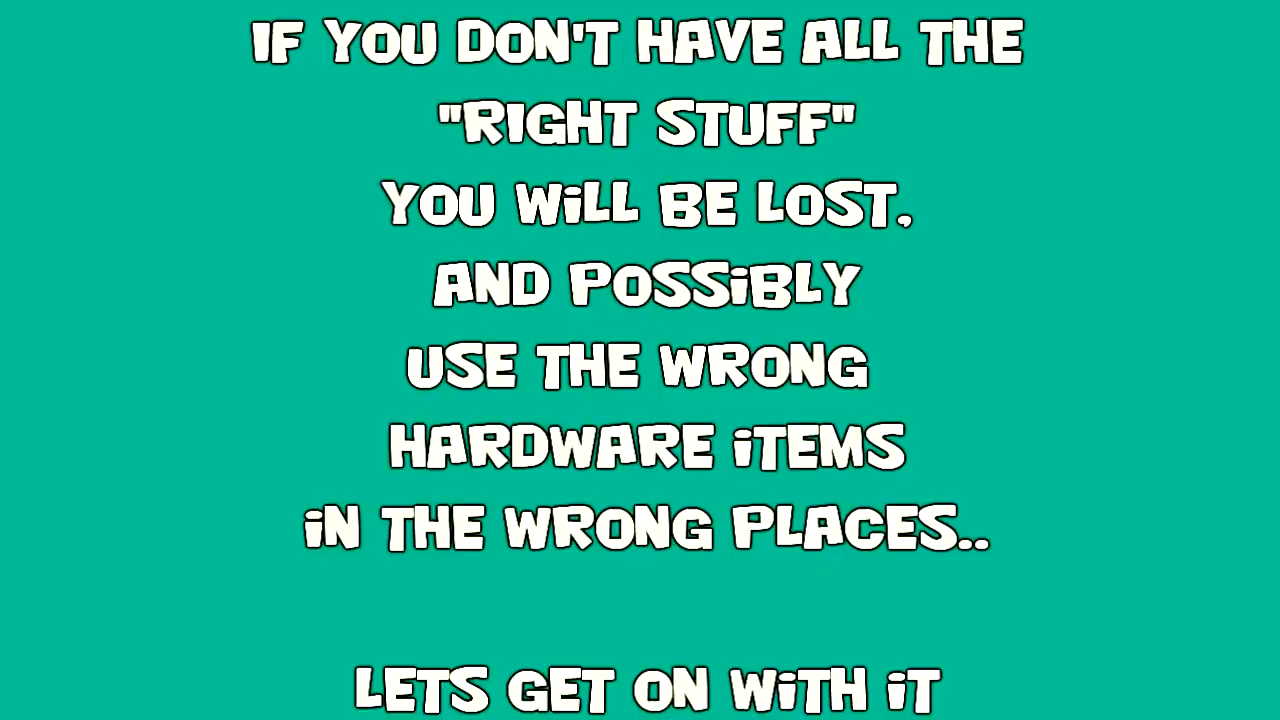 IF YOU DON'T HAVE ALL THE
"RIGHT STUFF"
YOU WiLL BE LOST,
AND POSSiBLY
USE THE WRONG
HARDWARE iTEMS
iN THE WRONG PLACES..
LETS GET ON WiTH iT